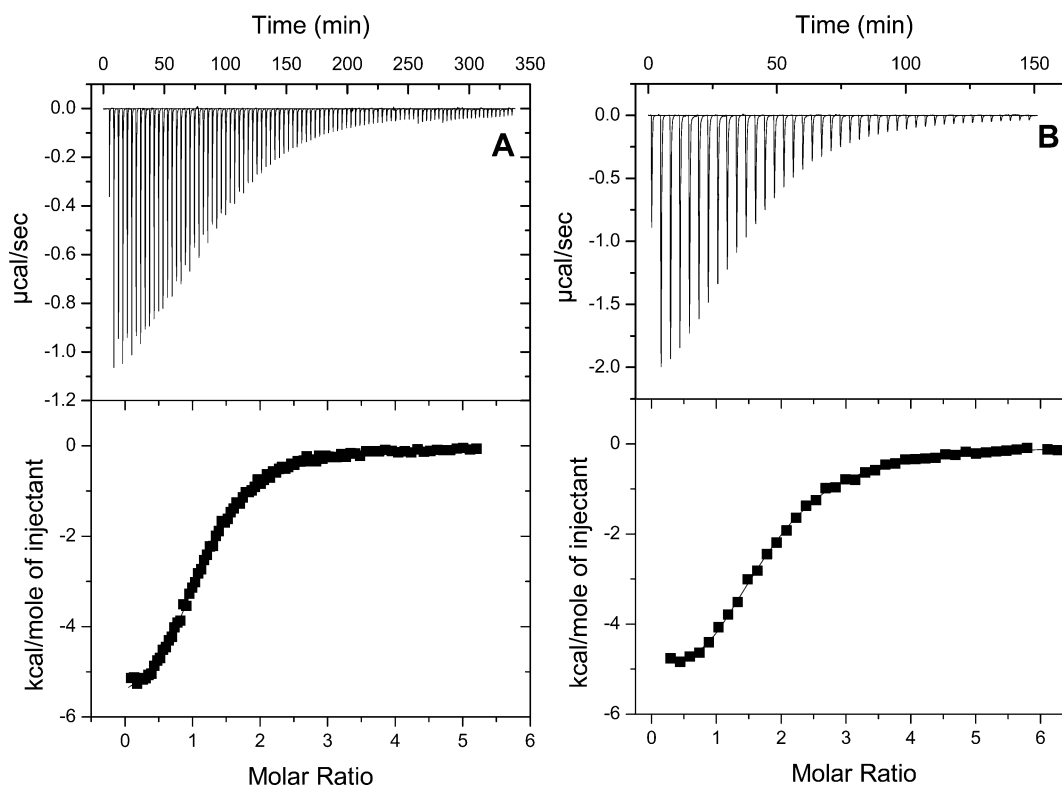 Time (min)
0 50 100 150 200 250 300 350
0.0
-0.2
-0.4
-0.6
-0.8
-1.0
-1.2
µcal/sec
A
0
-2
-4
-6
kcal/mole of injectant
0 1 2 3 4 5 6
Molar Ratio
Time (min)
0 50 100 150
0.0
-0.5
-1.0
-1.5
-2.0
µcal/sec
B
0
-2
-4
-6
kcal/mole of injectant
0 1 2 3 4 5 6
Molar Ratio